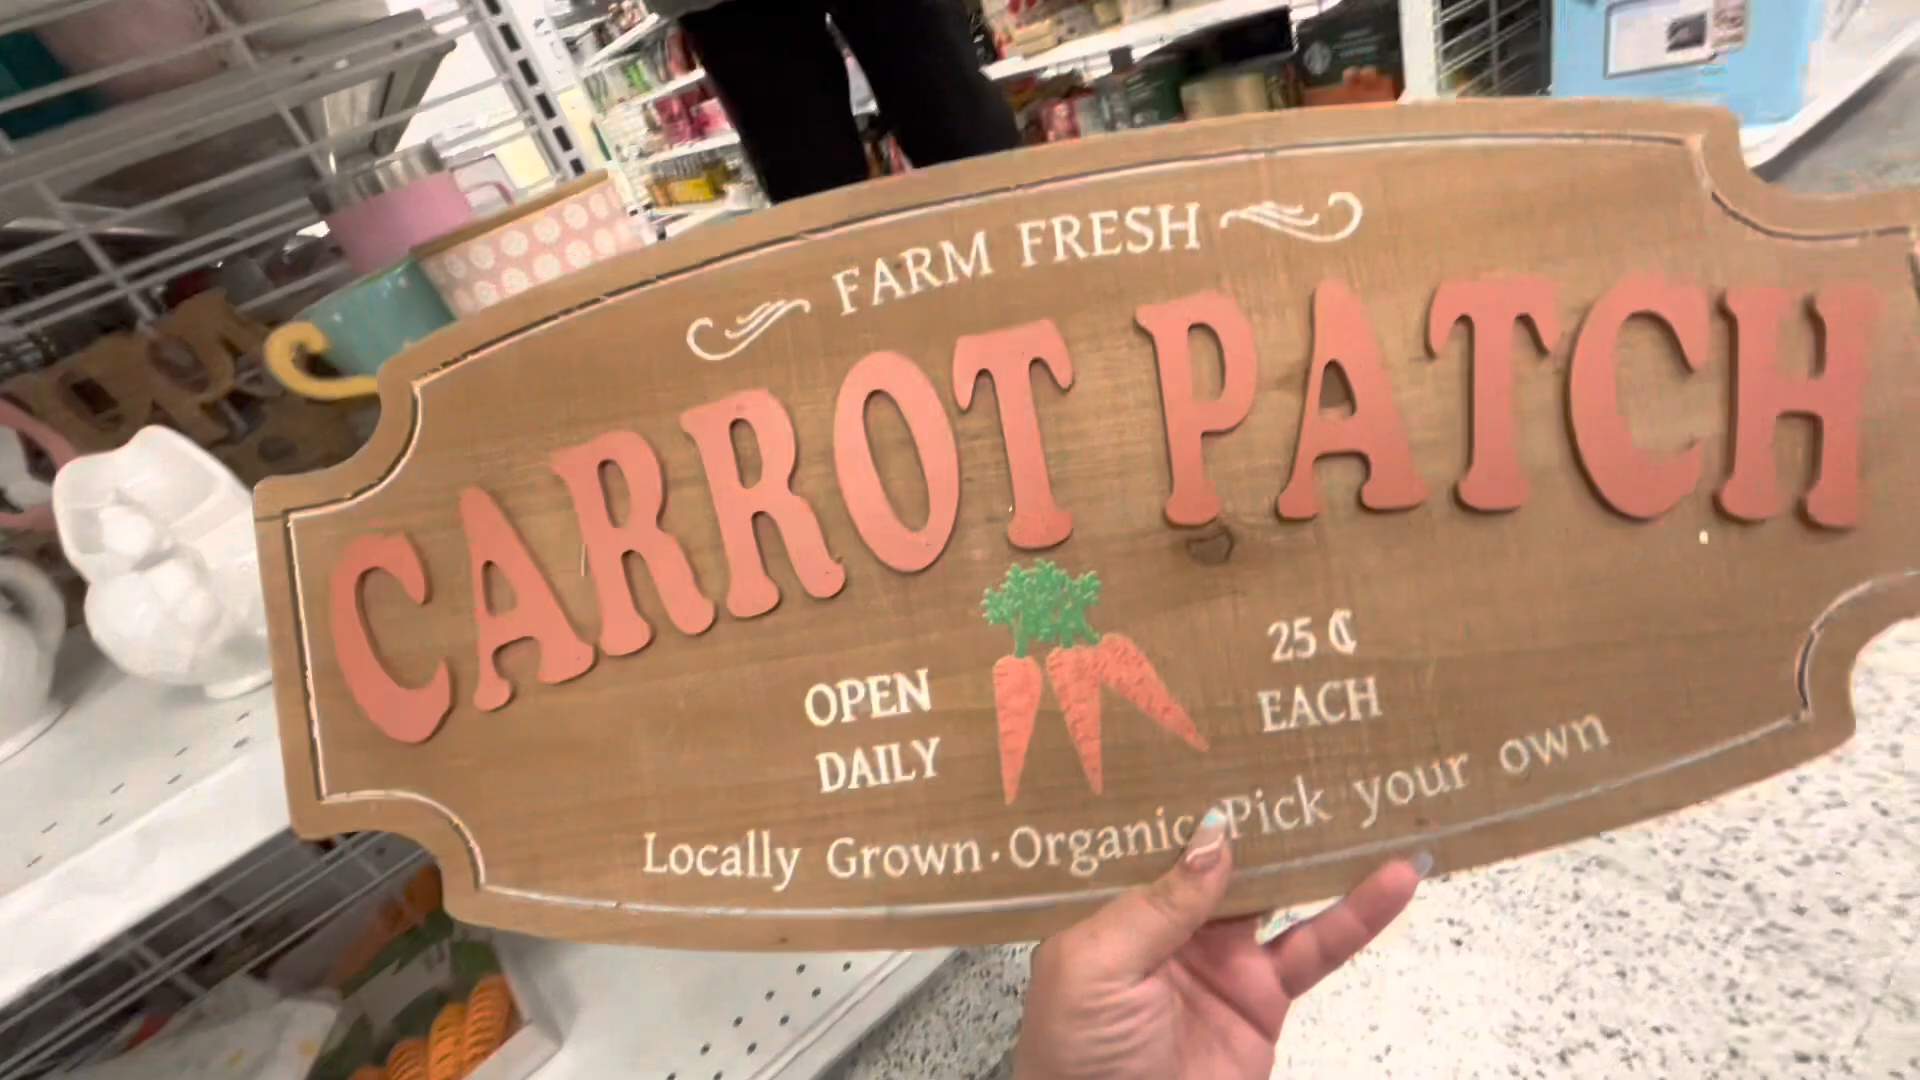 FARM FRESH
CARROT PATCH
OPEN
DAILY
25 ₵
EACH
Locally Grown · Organic Pick your own